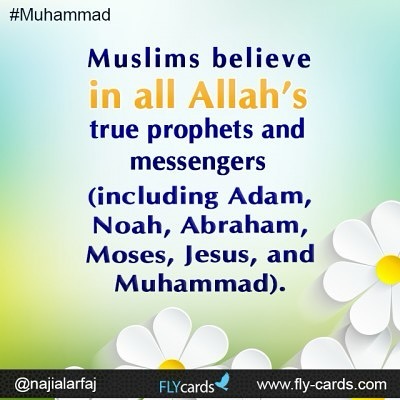 #Muhammad
Muslims believe
in all Allah’s
true prophets and
messengers
(including Adam,
Noah, Abraham,
Moses, Jesus, and
Muhammad).
@najialarfaj FLYcards www.fly-cards.com